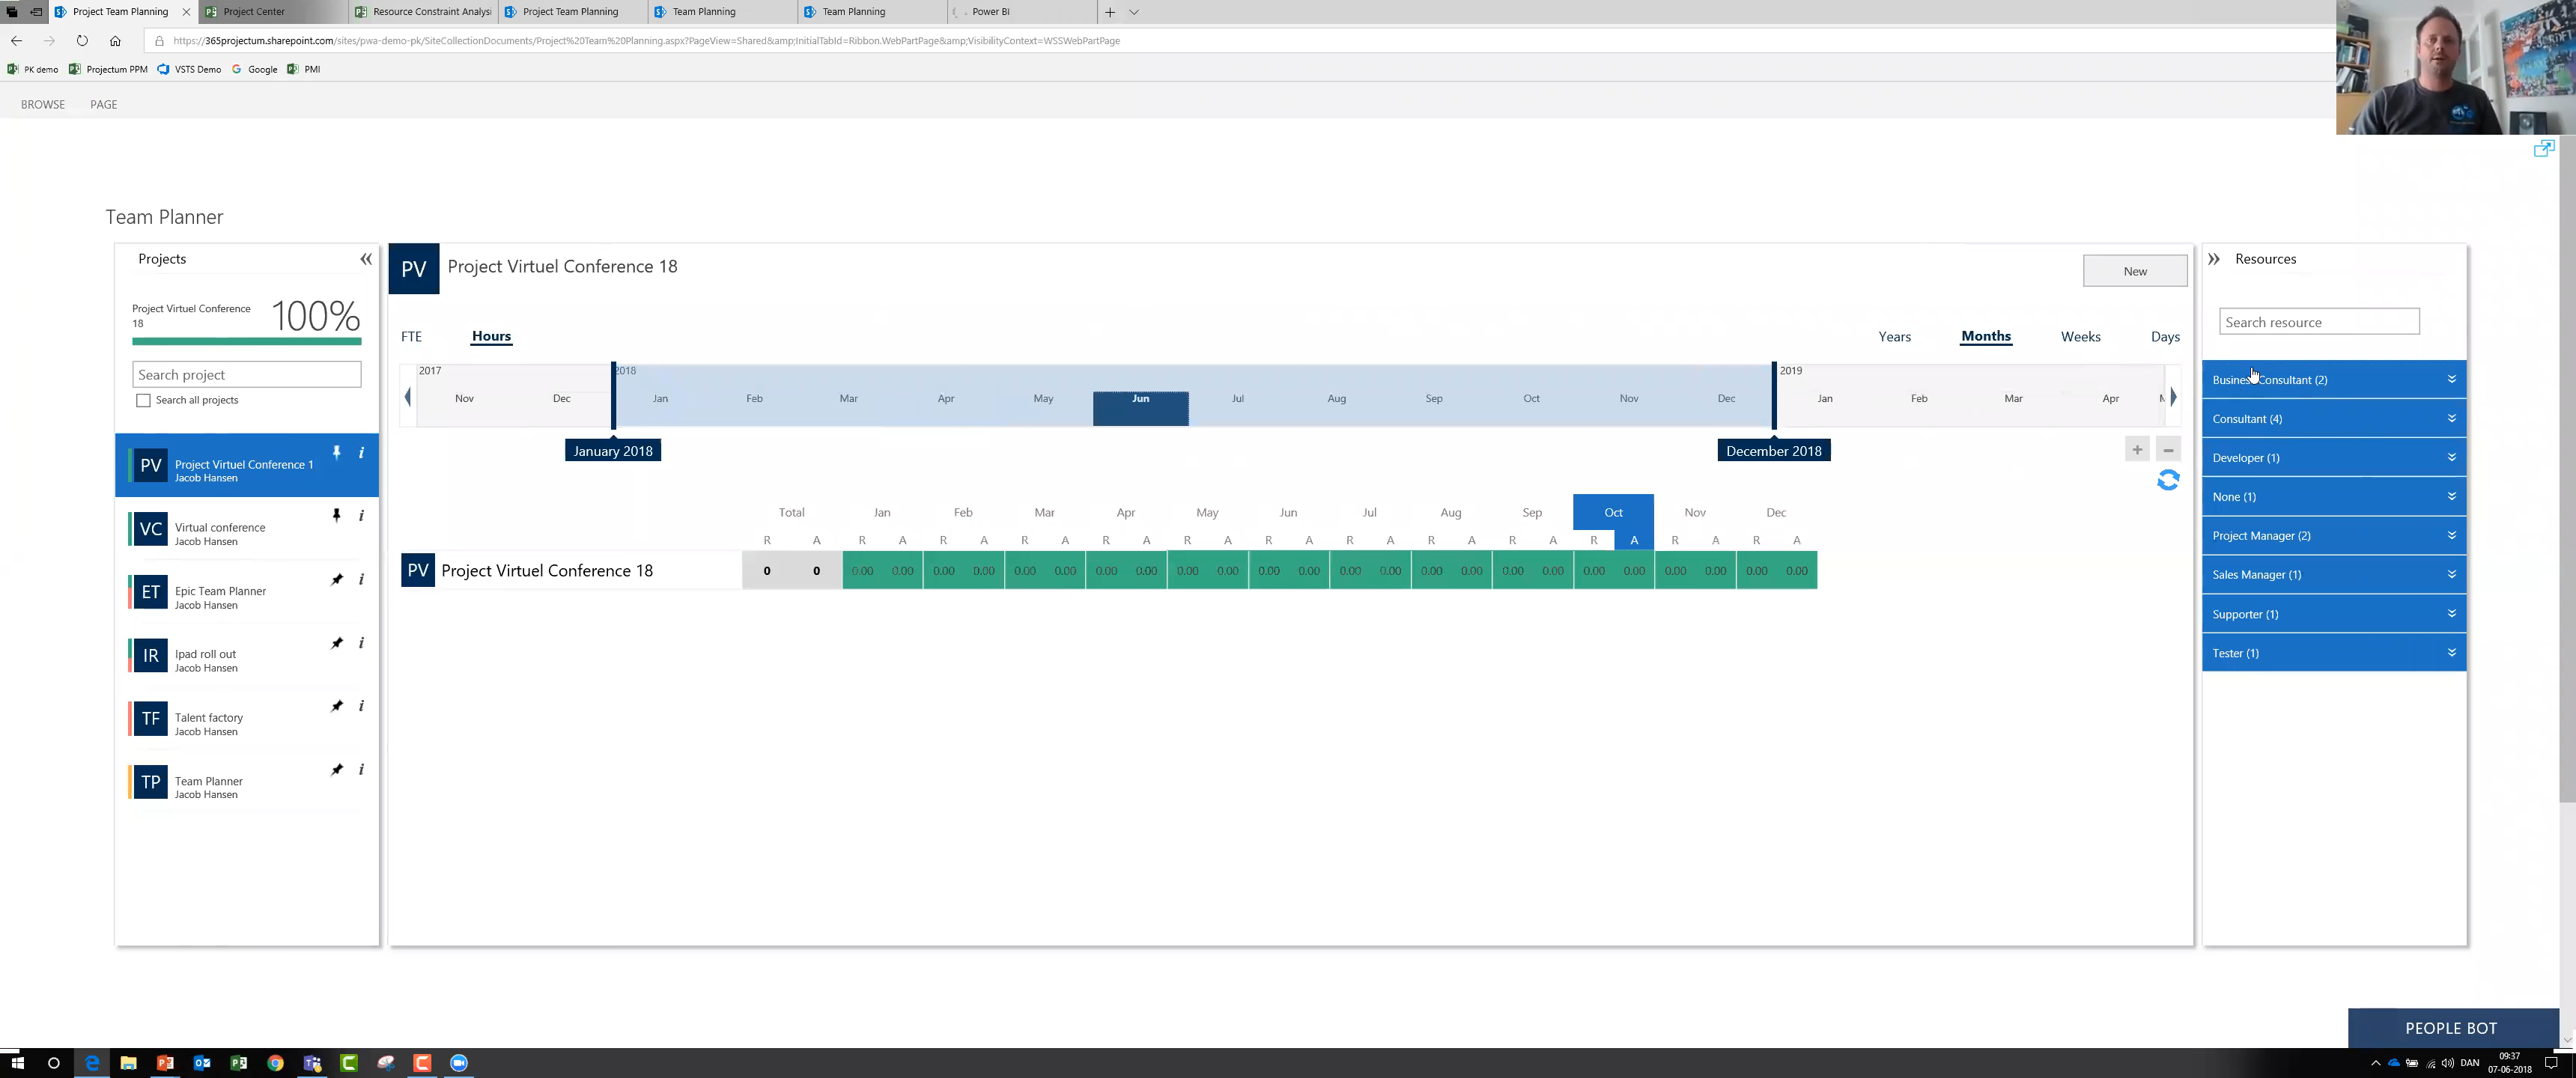 Project Team Planning
Project Center
Resource Constraint Analysi
Project Team Planning
Team Planning
Team Planning
Power BI
https://365projectum.sharepoint.com/sites/pwa-demo-pk/SiteCollectionDocuments/Project%20Team%20Planning.aspx?PageView=Shared&amp;InitialTabId=Ribbon.WebPartPage&amp;VisibilityContext=WSSWebPartPage
PK demo
Projectum PPM
VSTS Demo
Google
PMI
BROWSE PAGE
Team Planner
Projects
Project Virtuel Conference
18
100%
Search project
Search all projects
PV Project Virtuel Conference 1
Jacob Hansen
VC Virtual conference
Jacob Hansen
ET Epic Team Planner
Jacob Hansen
IR Ipad roll out
Jacob Hansen
TF Talent factory
Jacob Hansen
TP Team Planner
Jacob Hansen
PV Project Virtuel Conference 18
New
FTE Hours Years Months Weeks Days
2017 2018 2019
Nov Dec Jan Feb Mar Apr May Jun Jul Aug Sep Oct Nov Dec Jan Feb Mar Apr
January 2018 December 2018
+ −
Total Jan Feb Mar Apr May Jun Jul Aug Sep Oct Nov Dec
R A R A R A R A R A R A R A R A R A R A R A R A R A
PV Project Virtuel Conference 18 0 0 0.00 0.00 0.00 0.00 0.00 0.00 0.00 0.00 0.00 0.00 0.00 0.00 0.00 0.00 0.00 0.00 0.00 0.00 0.00 0.00 0.00 0.00 0.00 0.00
Resources
Search resource
Business Consultant (2)
Consultant (4)
Developer (1)
None (1)
Project Manager (2)
Sales Manager (1)
Supporter (1)
Tester (1)
PEOPLE BOT
DAN
09:37
07-06-2018